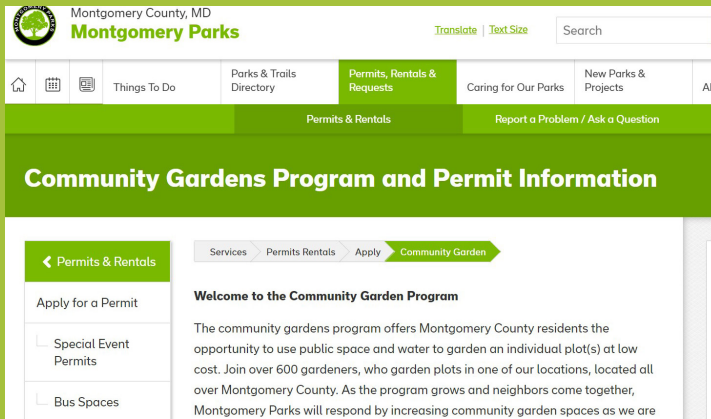 Montgomery County, MD
Montgomery Parks
Translate | Text Size
Search
Things To Do
Parks & Trails
Directory
Permits, Rentals &
Requests
Caring for Our Parks
New Parks &
Projects
Permits & Rentals
Report a Problem / Ask a Question
Community Gardens Program and Permit Information
Permits & Rentals
Apply for a Permit
Special Event
Permits
Bus Spaces
Services
Permits Rentals
Apply
Community Garden
Welcome to the Community Garden Program
The community gardens program offers Montgomery County residents the
opportunity to use public space and water to garden an individual plot(s) at low
cost. Join over 600 gardeners, who garden plots in one of our locations, located all
over Montgomery County. As the program grows and neighbors come together,
Montgomery Parks will respond by increasing community garden spaces as we are